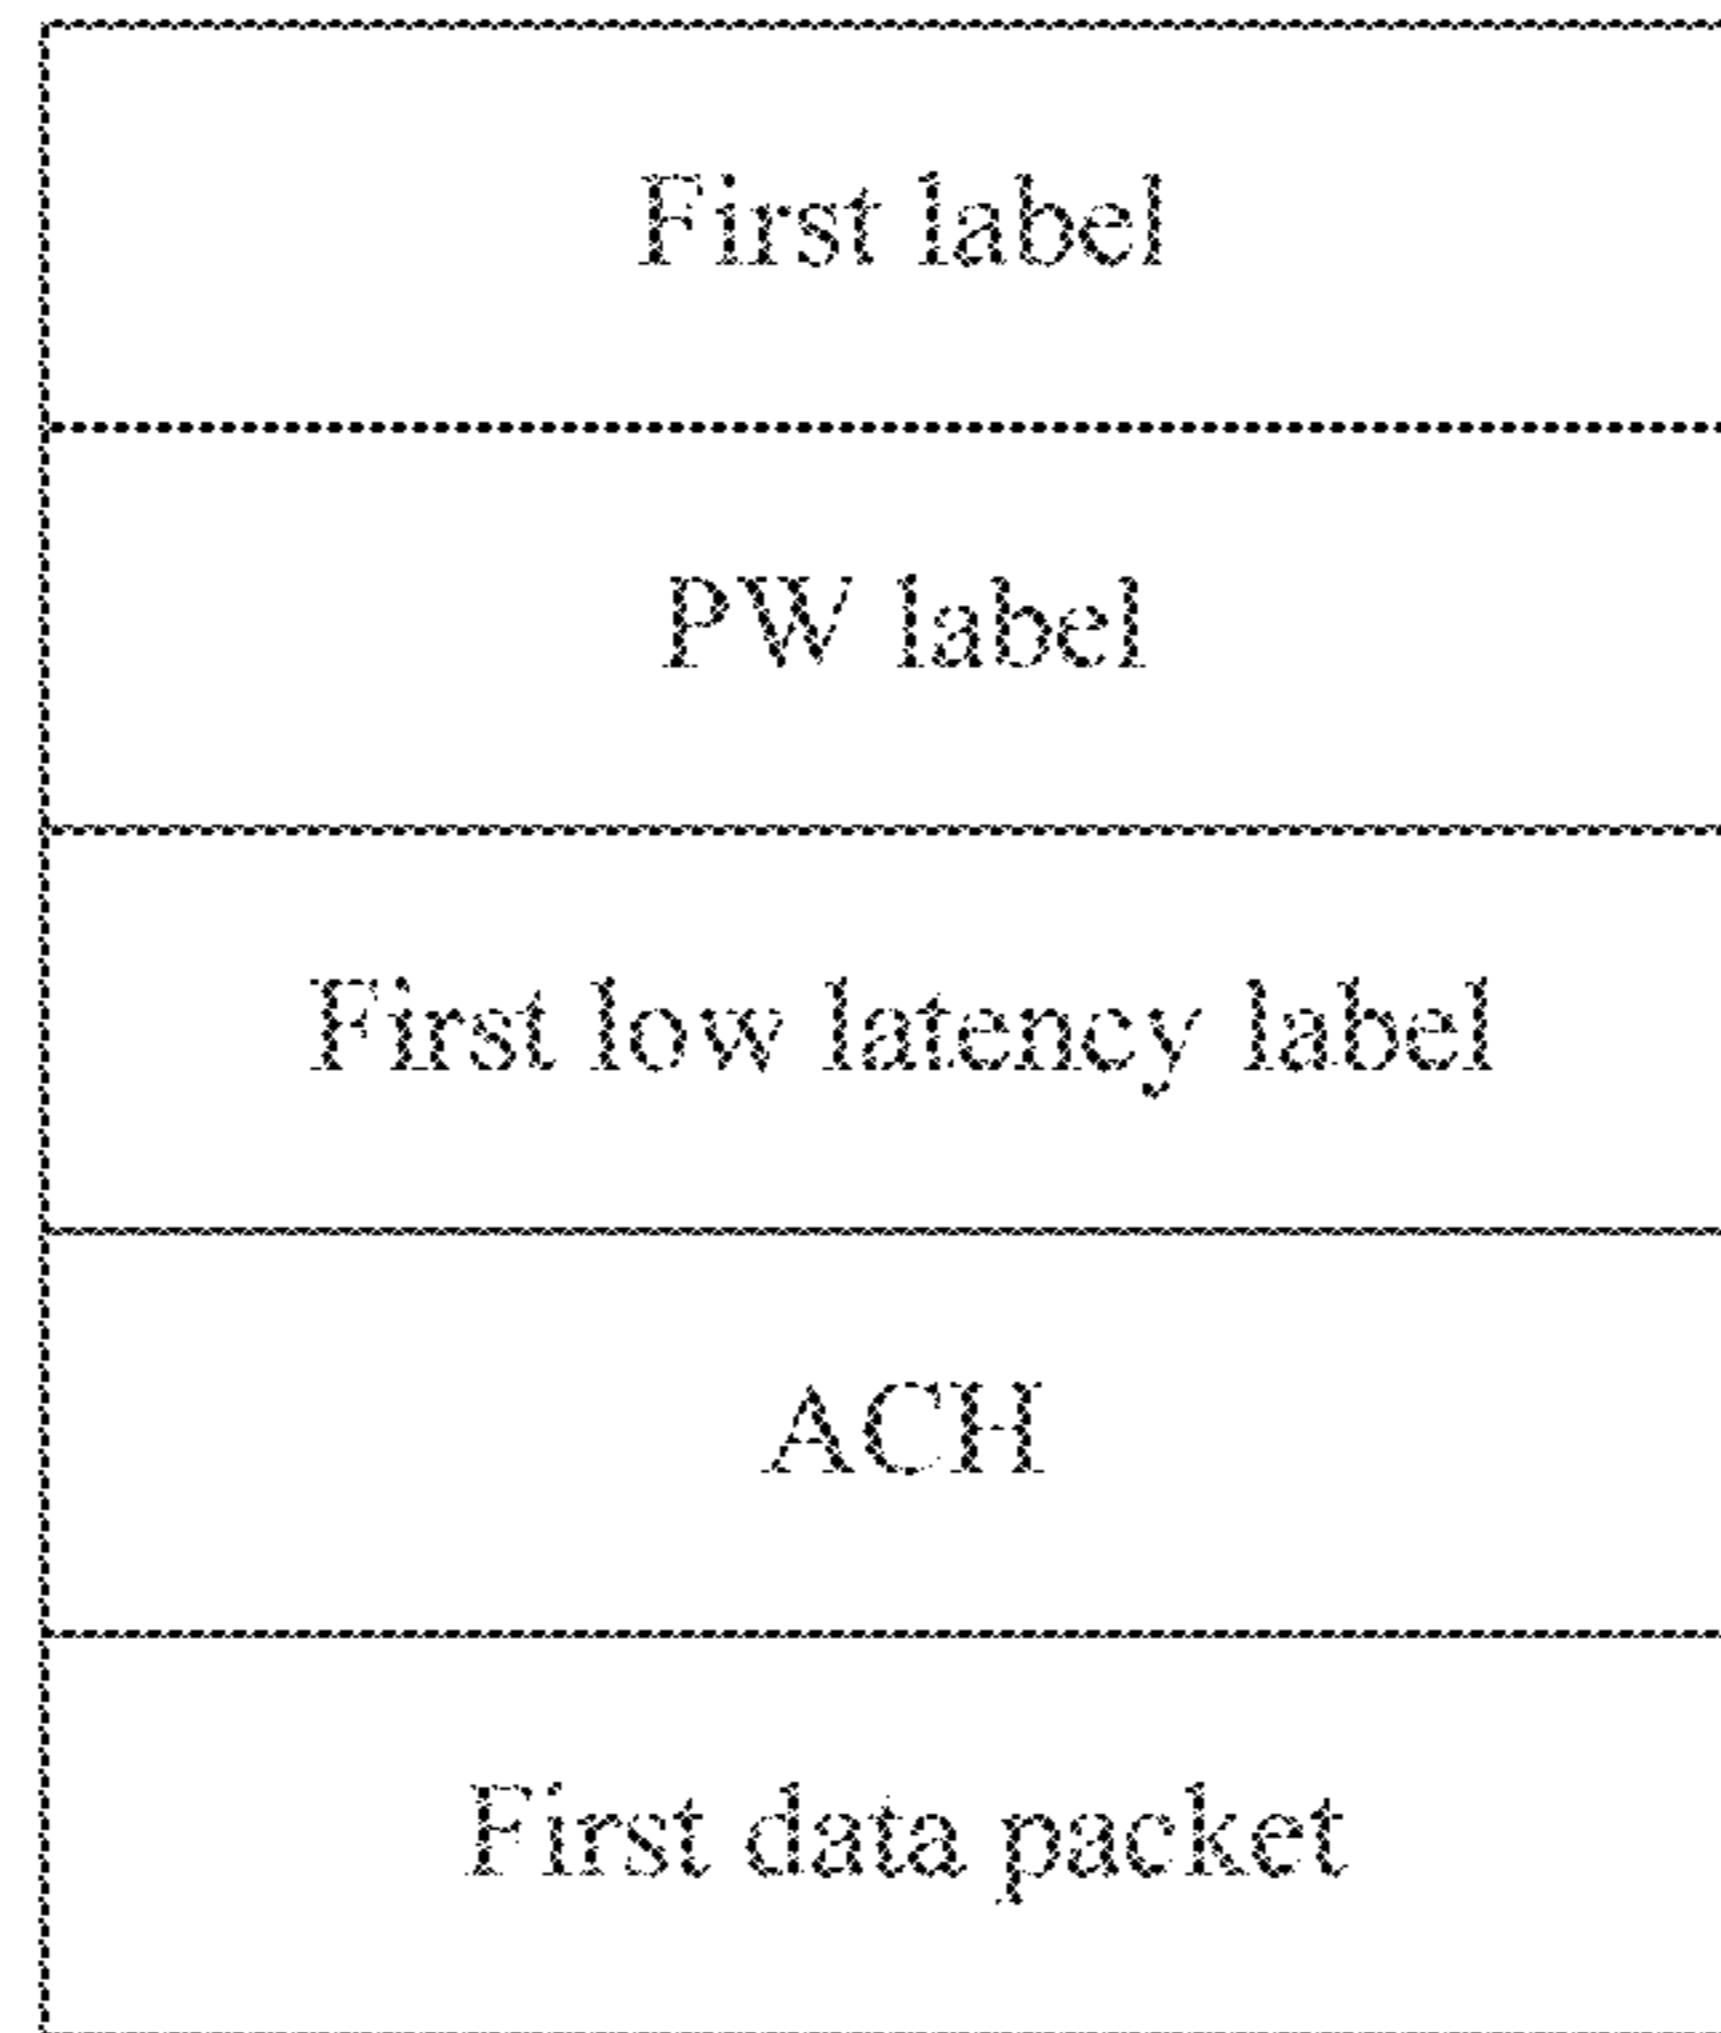 First label
PW label
First low latency label
ACH
First data packet